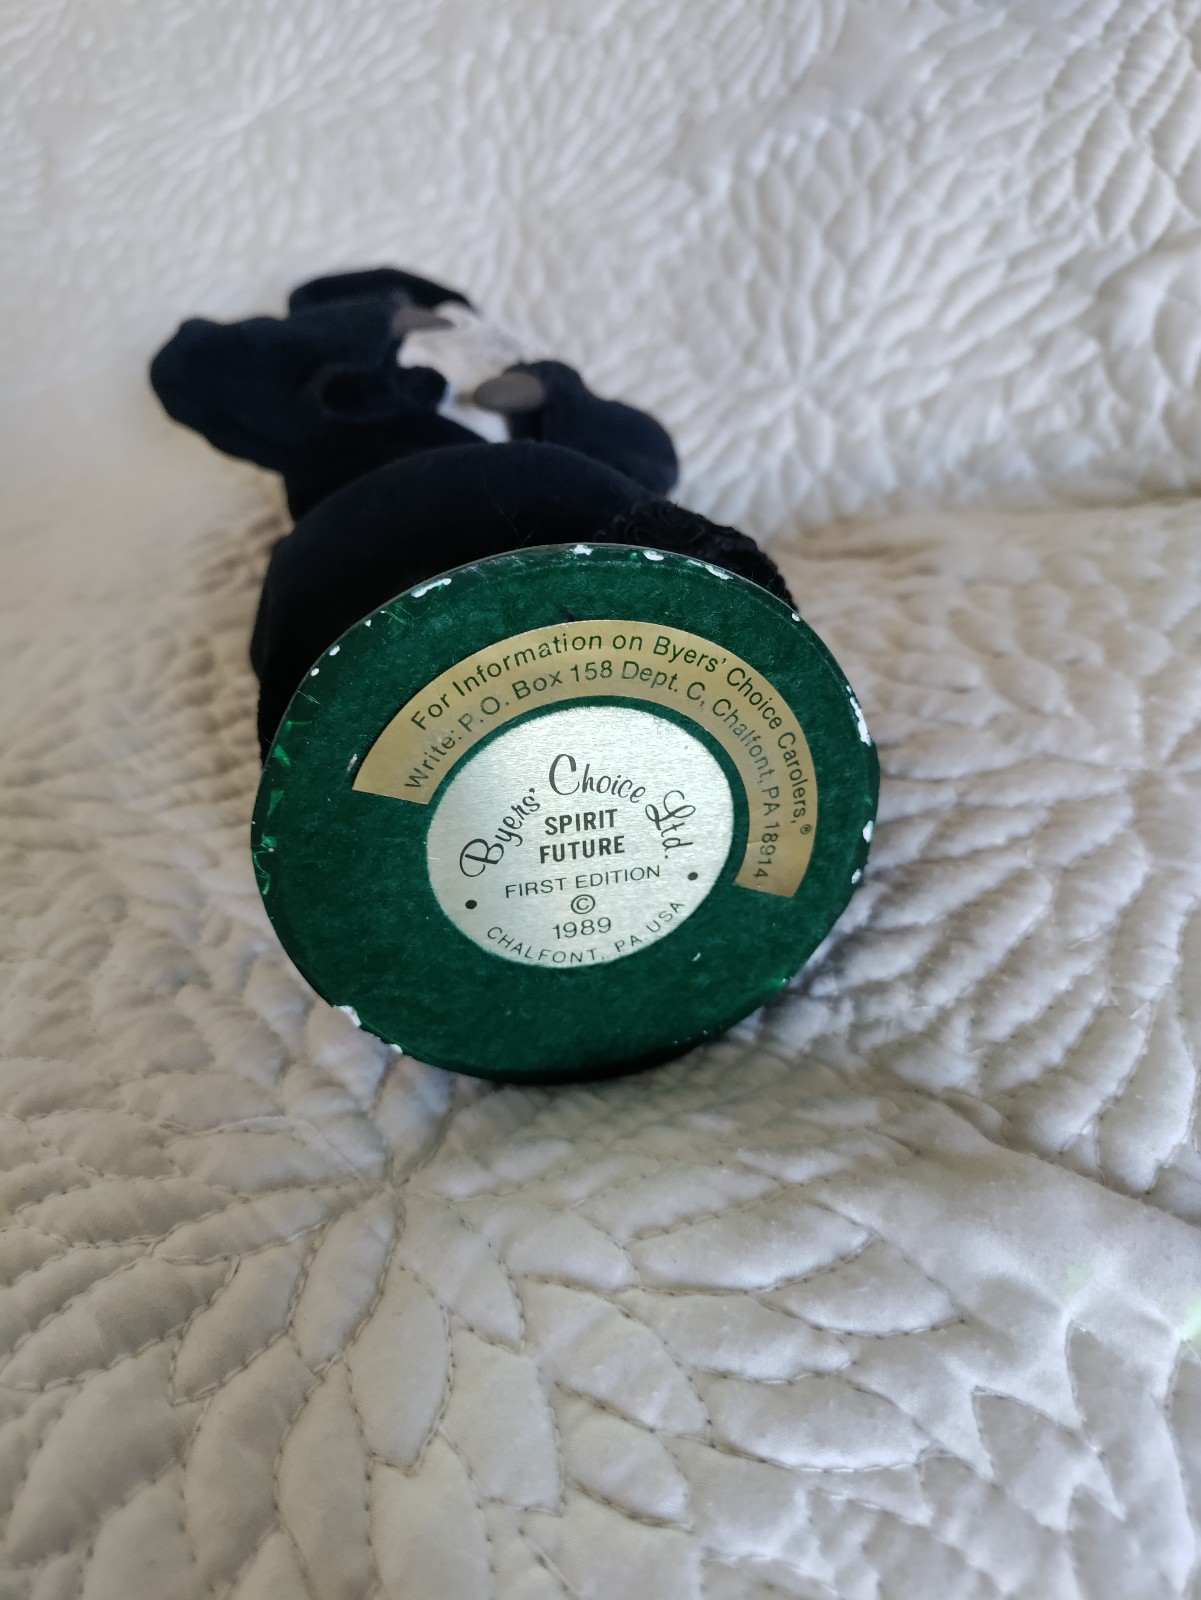 For Information on Byers' Choice Carolers,®
Write: P.O. Box 158 Dept. C, Chalfont, PA 18914
Byers' Choice Ltd.
SPIRIT
FUTURE
FIRST EDITION
©
1989
• CHALFONT, PA USA •